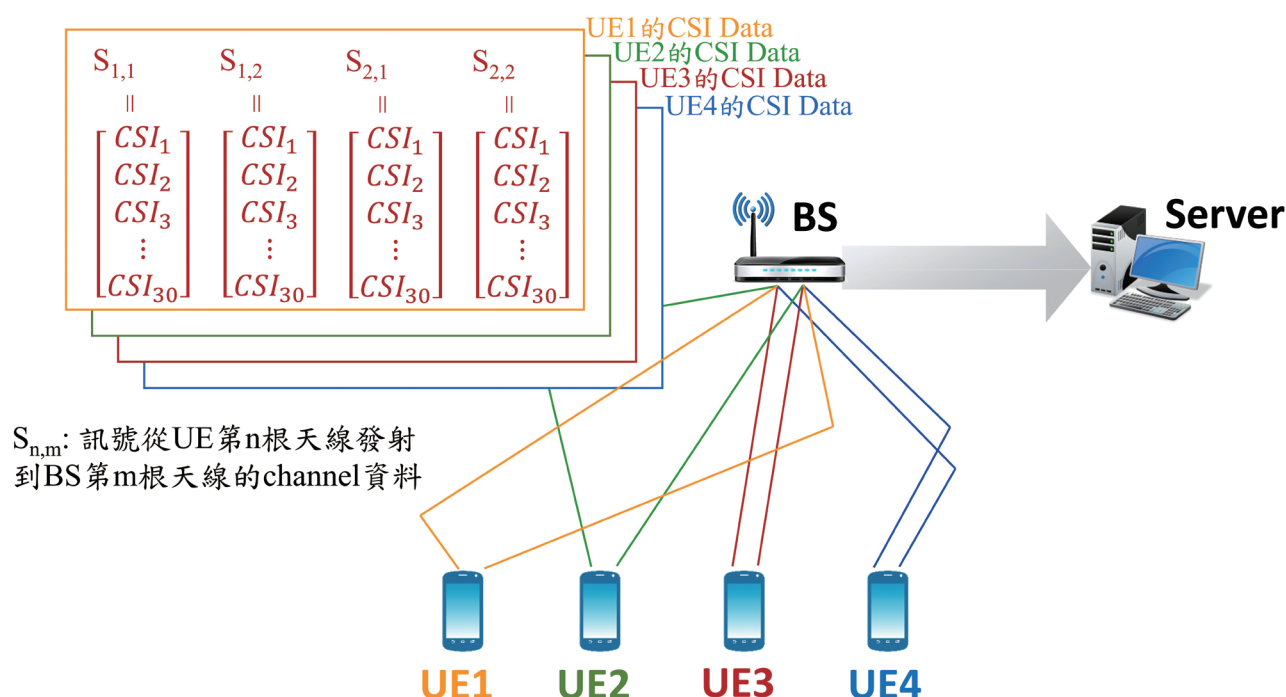 UE1的CSI Data
UE2的CSI Data
UE3的CSI Data
UE4的CSI Data
S1,1 S1,2 S2,1 S2,2
= = = =
CSI1 CSI1 CSI1 CSI1
CSI2 CSI2 CSI2 CSI2
CSI3 CSI3 CSI3 CSI3
⋮ ⋮ ⋮ ⋮
CSI30 CSI30 CSI30 CSI30
BS
Server
Sn,m: 訊號從UE第n根天線發射
到BS第m根天線的channel資料
UE1 UE2 UE3 UE4